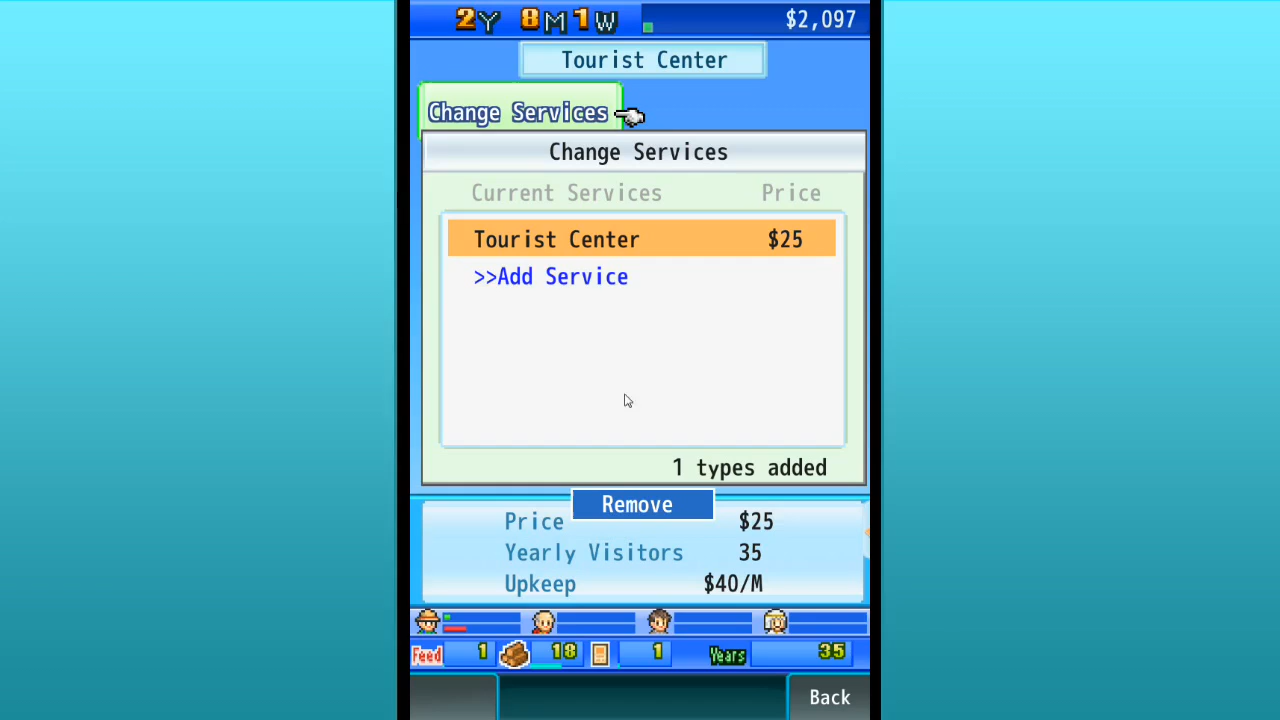 2Y 8M 1W $2,097
Tourist Center
Change Services
Change Services
Current Services Price
Tourist Center $25
>>Add Service
1 types added
Remove
Price $25
Yearly Visitors 35
Upkeep $40/M
Feed 1 18 1 Years 35
Back